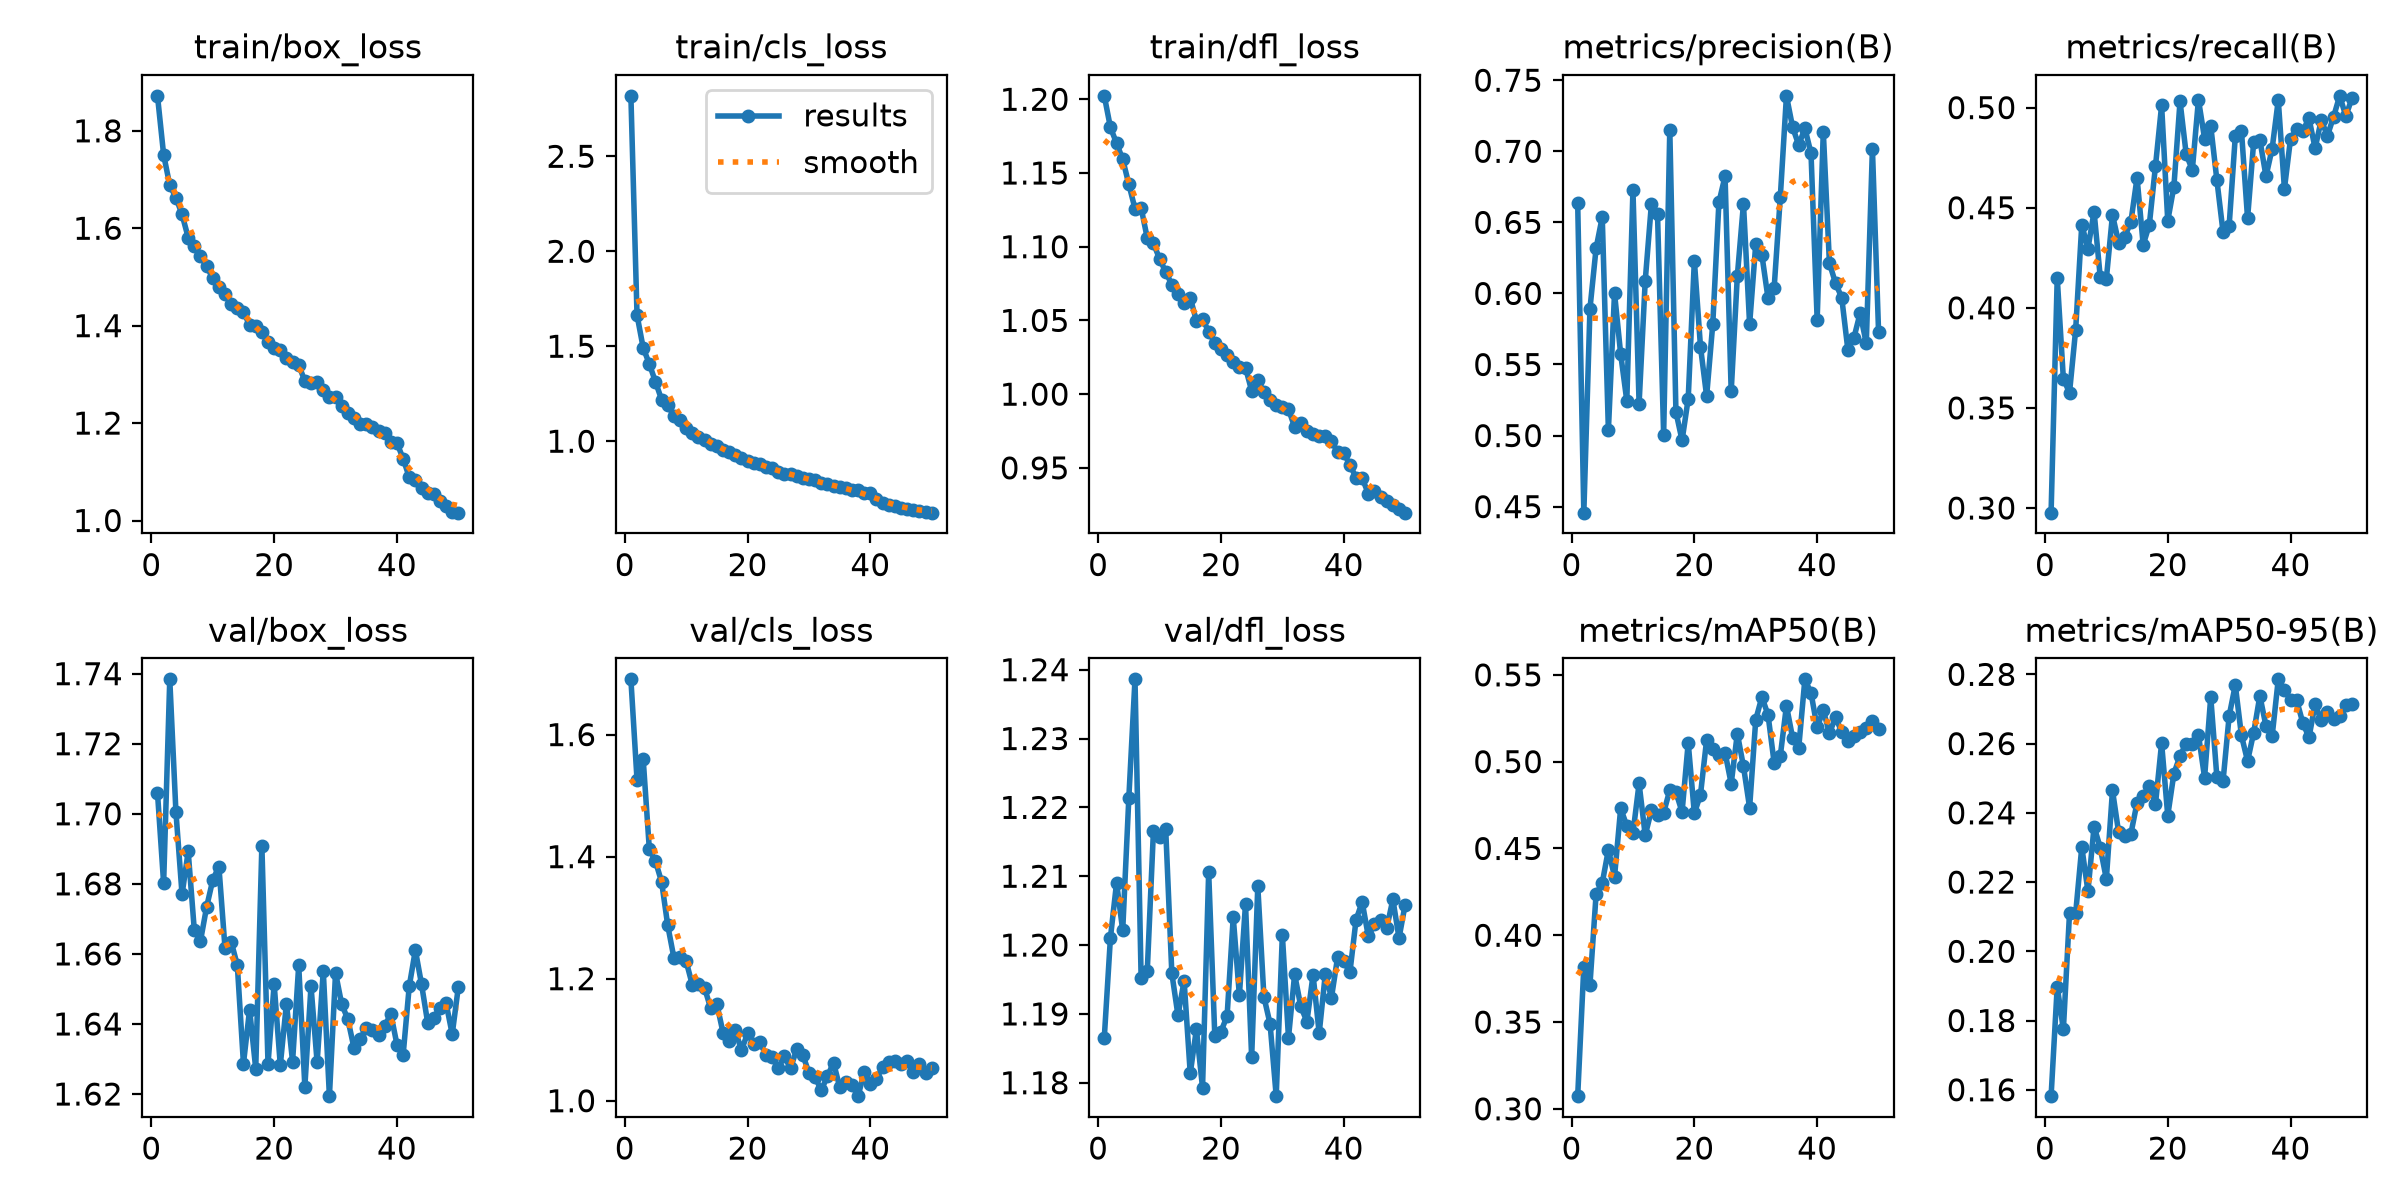 train/box_loss
1.8
1.6
1.4
1.2
1.0
0 20 40
train/cls_loss
results
smooth
2.5
2.0
1.5
1.0
0 20 40
train/dfl_loss
1.20
1.15
1.10
1.05
1.00
0.95
0 20 40
metrics/precision(B)
0.75
0.70
0.65
0.60
0.55
0.50
0.45
0 20 40
metrics/recall(B)
0.50
0.45
0.40
0.35
0.30
0 20 40
val/box_loss
1.74
1.72
1.70
1.68
1.66
1.64
1.62
0 20 40
val/cls_loss
1.6
1.4
1.2
1.0
0 20 40
val/dfl_loss
1.24
1.23
1.22
1.21
1.20
1.19
1.18
0 20 40
metrics/mAP50(B)
0.55
0.50
0.45
0.40
0.35
0.30
0 20 40
metrics/mAP50-95(B)
0.28
0.26
0.24
0.22
0.20
0.18
0.16
0 20 40